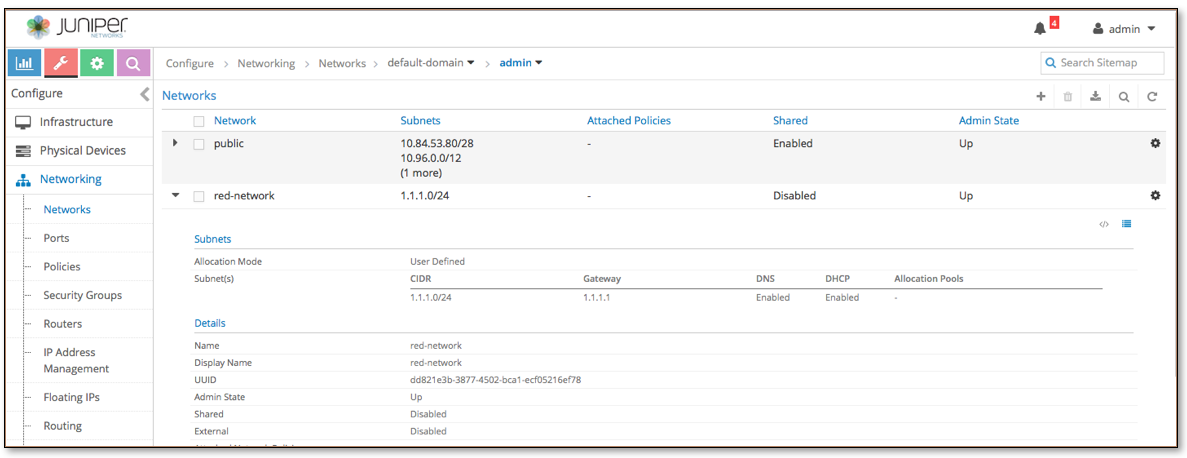 JUNIPER
NETWORKS
4
admin
Configure > Networking > Networks > default-domain > admin
Search Sitemap
Configure
Infrastructure
Physical Devices
Networking
Networks
Ports
Policies
Security Groups
Routers
IP Address
Management
Floating IPs
Routing
Networks
Network Subnets Attached Policies Shared Admin State
public 10.84.53.80/28 - Enabled Up
10.96.0.0/12
(1 more)
red-network 1.1.1.0/24 - Disabled Up
</>
Subnets
Allocation Mode User Defined
Subnet(s) CIDR Gateway DNS DHCP Allocation Pools
1.1.1.0/24 1.1.1.1 Enabled Enabled -
Details
Name red-network
Display Name red-network
UUID dd821e3b-3877-4502-bca1-ecf05216ef78
Admin State Up
Shared Disabled
External Disabled